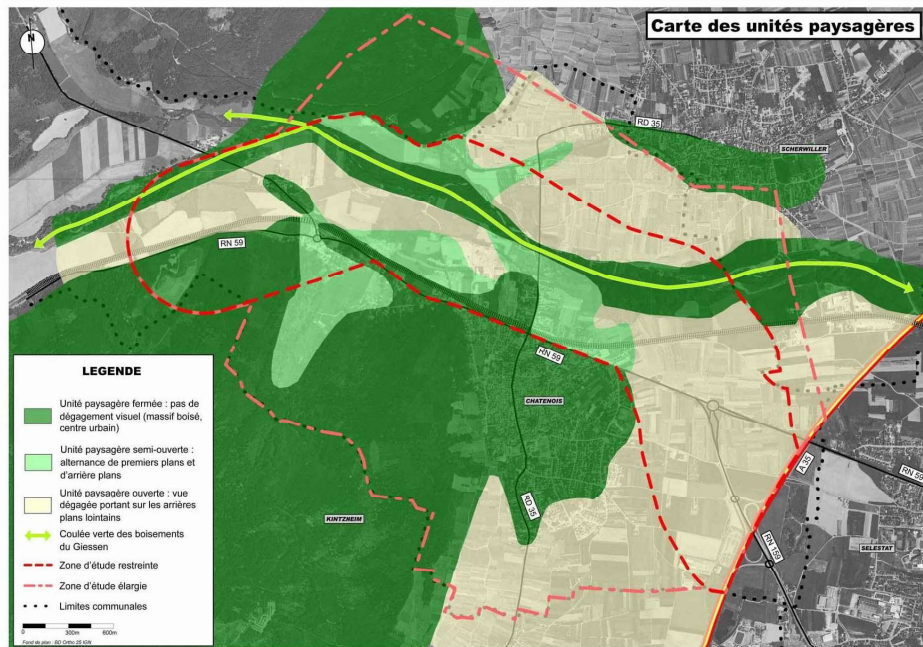 Carte des unités paysagères
N
RD 35
SCHERWILLER
RN 59
RN 59
CHATENOIS
RD 35
KINTZHEIM
A 35
RN 59
RN 159
SELESTAT
LEGENDE
Unité paysagère fermée : pas de
dégagement visuel (massif boisé,
centre urbain)
Unité paysagère semi-ouverte :
alternance de premiers plans et
d'arrière plans
Unité paysagère ouverte : vue
dégagée portant sur les arrières
plans lointains
Coulée verte des boisements
du Giessen
Zone d'étude restreinte
Zone d'étude élargie
Limites communales
0 300m 600m
Fond de plan : BD Ortho 25 IGN